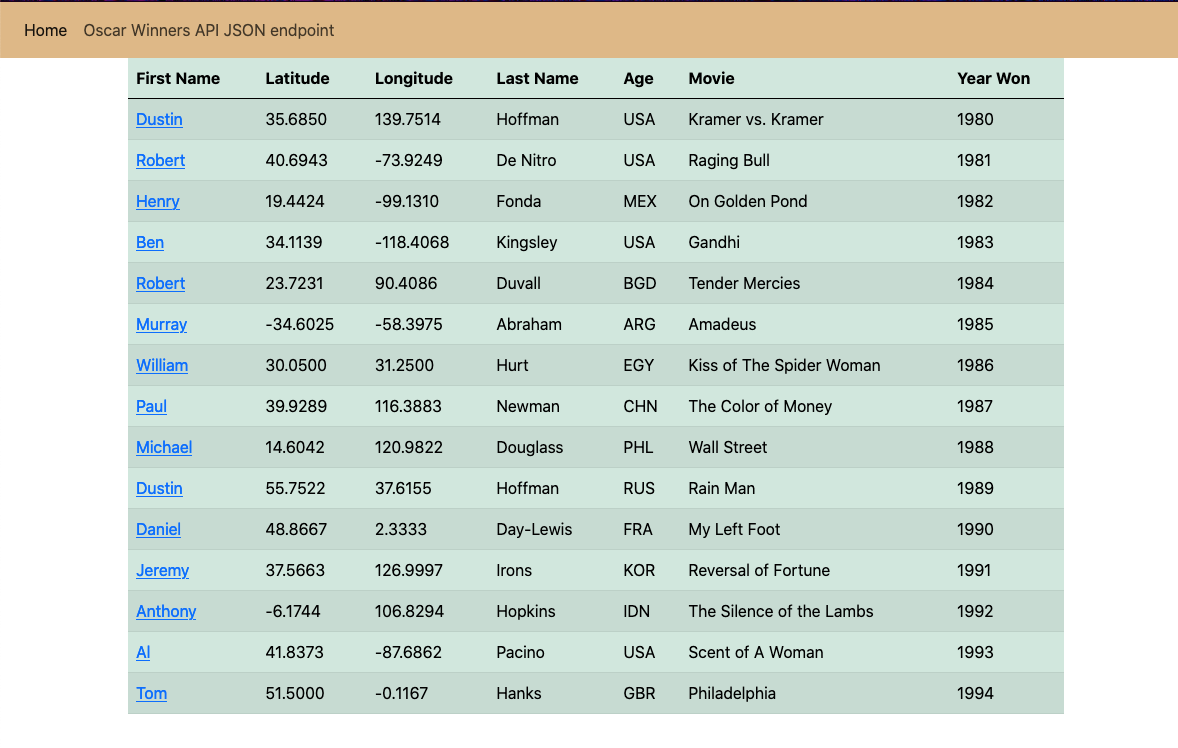 Home Oscar Winners API JSON endpoint
First Name Latitude Longitude Last Name Age Movie Year Won
Dustin 35.6850 139.7514 Hoffman USA Kramer vs. Kramer 1980
Robert 40.6943 -73.9249 De Nitro USA Raging Bull 1981
Henry 19.4424 -99.1310 Fonda MEX On Golden Pond 1982
Ben 34.1139 -118.4068 Kingsley USA Gandhi 1983
Robert 23.7231 90.4086 Duvall BGD Tender Mercies 1984
Murray -34.6025 -58.3975 Abraham ARG Amadeus 1985
William 30.0500 31.2500 Hurt EGY Kiss of The Spider Woman 1986
Paul 39.9289 116.3883 Newman CHN The Color of Money 1987
Michael 14.6042 120.9822 Douglass PHL Wall Street 1988
Dustin 55.7522 37.6155 Hoffman RUS Rain Man 1989
Daniel 48.8667 2.3333 Day-Lewis FRA My Left Foot 1990
Jeremy 37.5663 126.9997 Irons KOR Reversal of Fortune 1991
Anthony -6.1744 106.8294 Hopkins IDN The Silence of the Lambs 1992
Al 41.8373 -87.6862 Pacino USA Scent of A Woman 1993
Tom 51.5000 -0.1167 Hanks GBR Philadelphia 1994